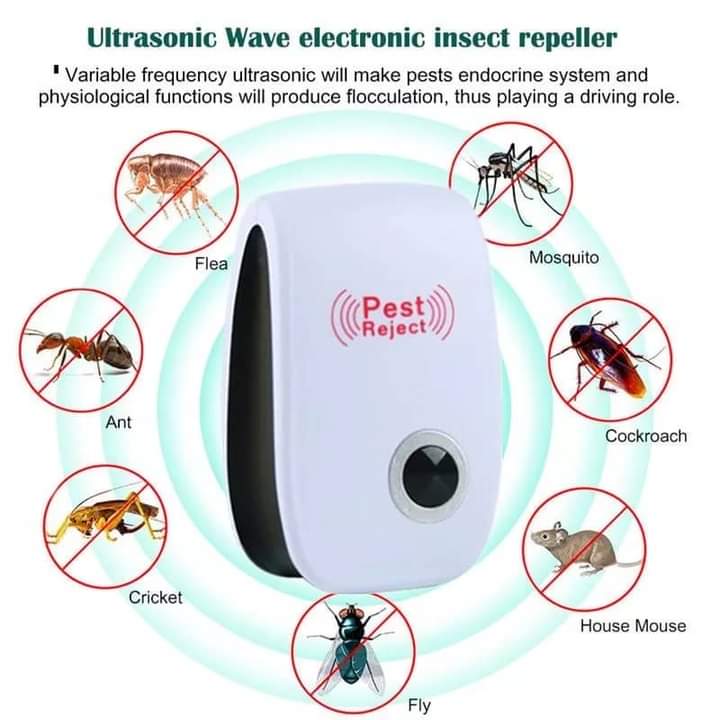 Ultrasonic Wave electronic insect repeller
' Variable frequency ultrasonic will make pests endocrine system and
physiological functions will produce flocculation, thus playing a driving role.
Flea
Mosquito
Pest
Reject
Ant
Cockroach
Cricket
House Mouse
Fly